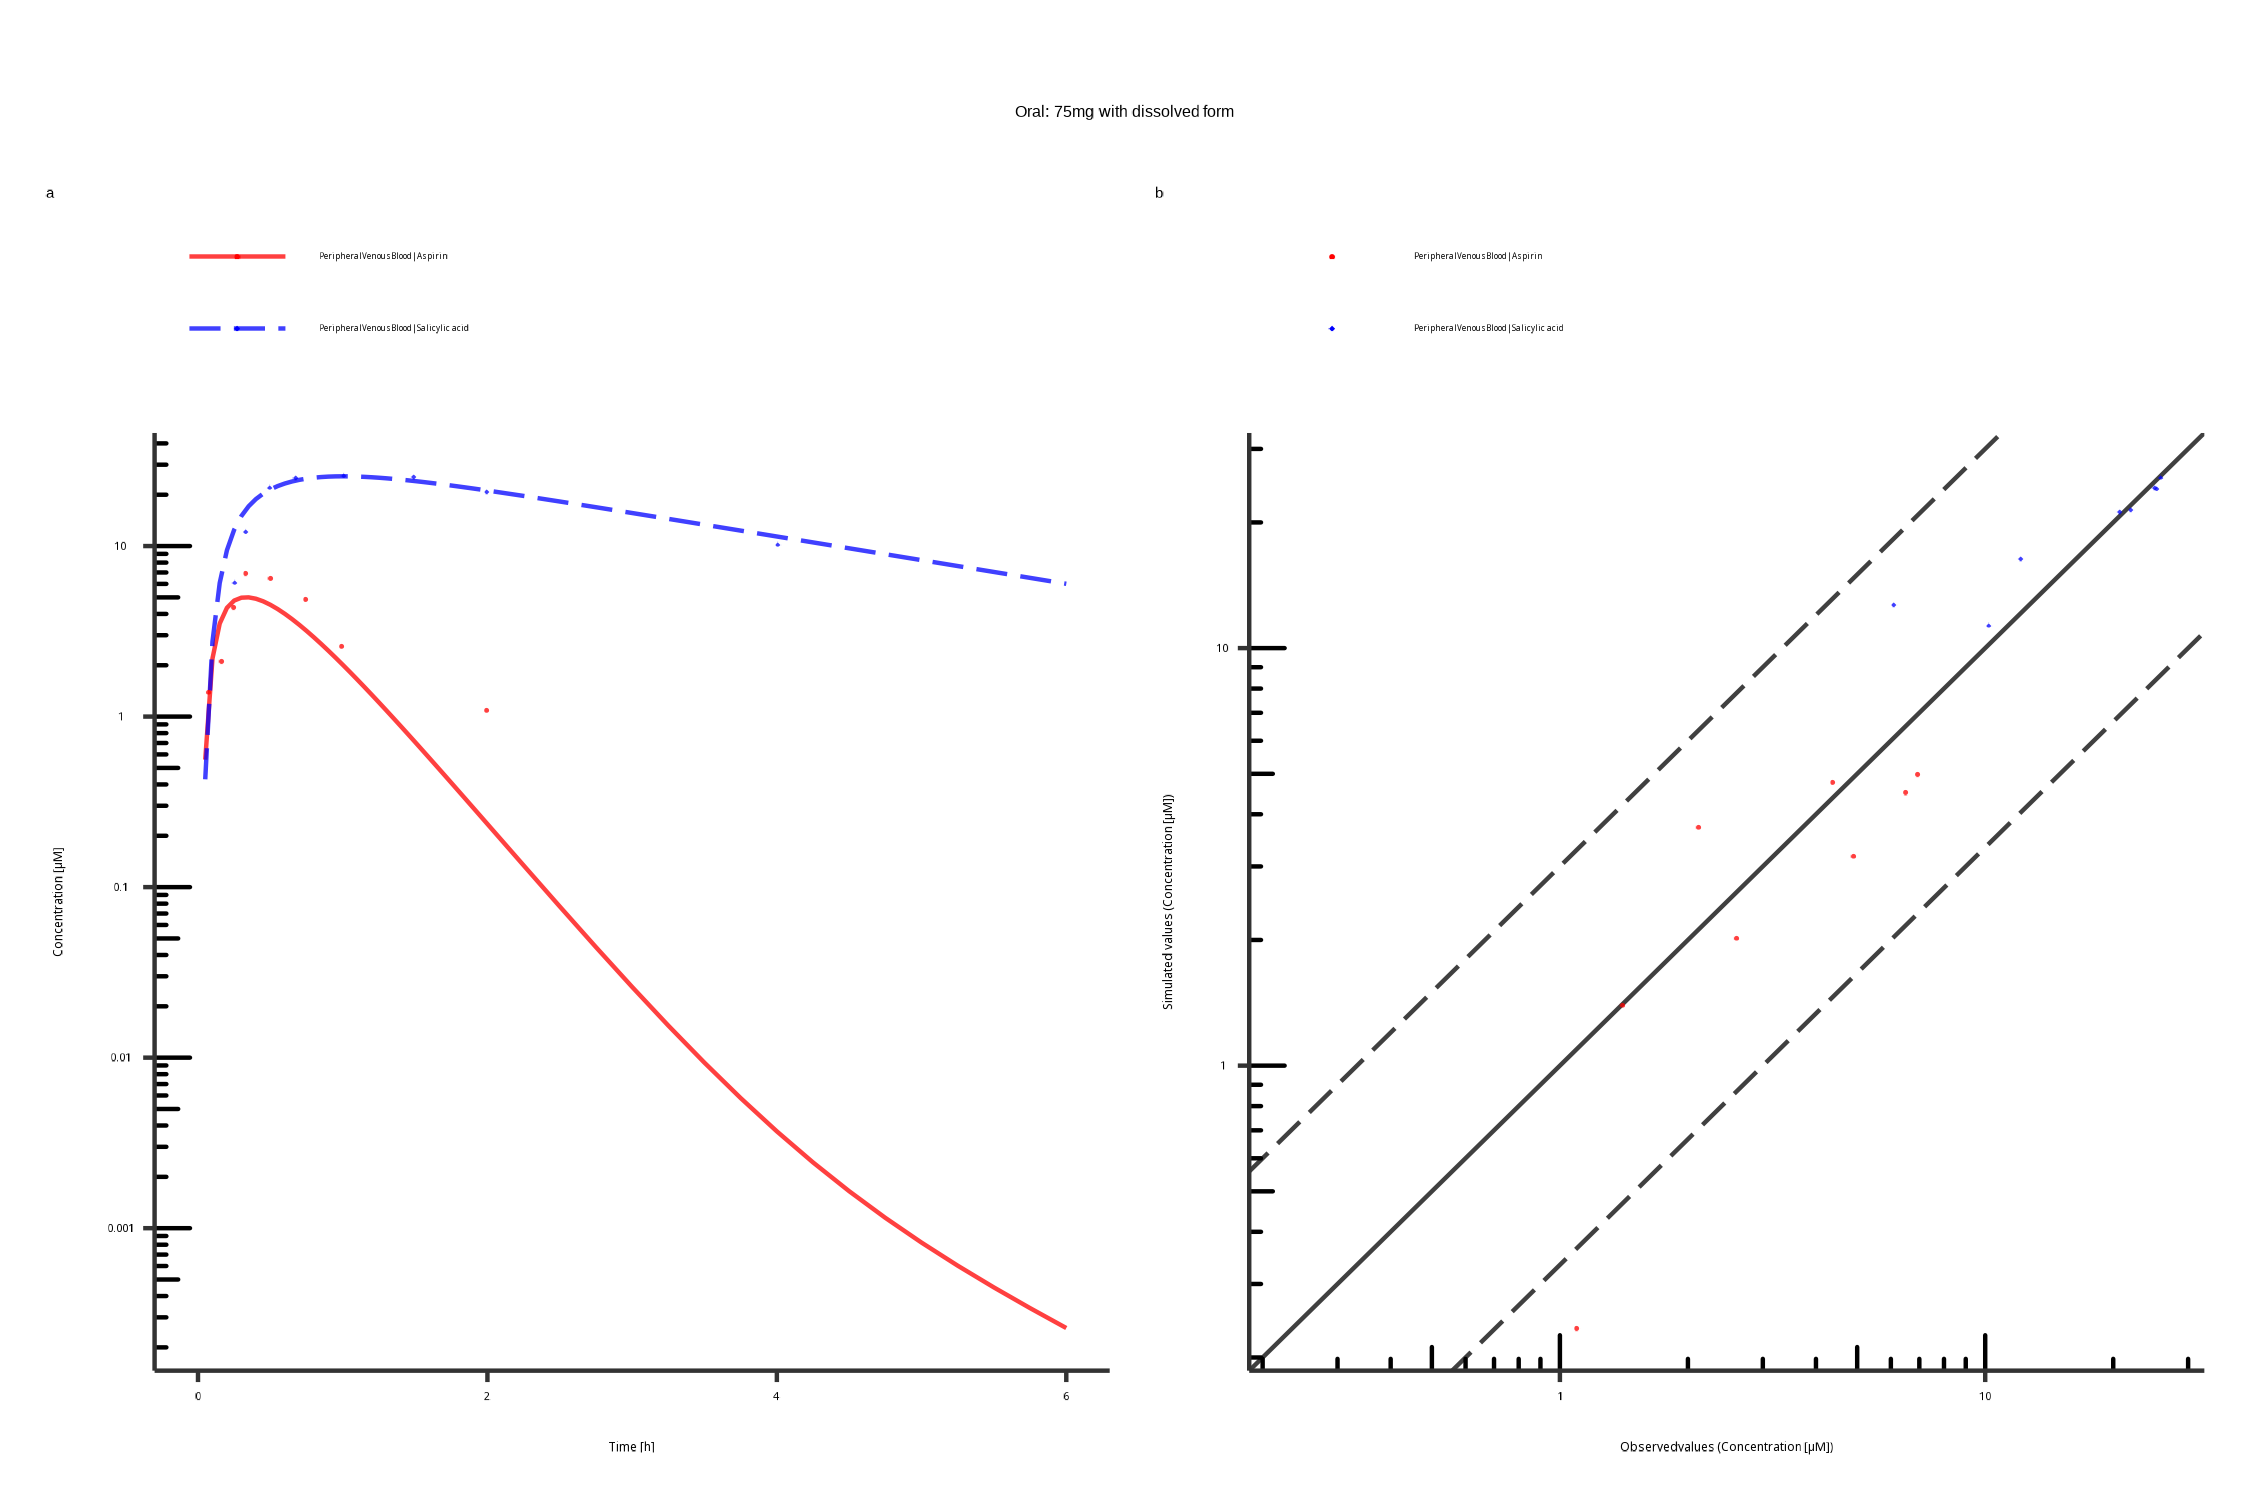 Oral: 75mg with dissolved form
a
PeripheralVenousBlood|Aspirin
PeripheralVenousBlood|Salicylic acid
10
1
0.1
0.01
0.001
Concentration [µM]
0 2 4 6
Time [h]
b
PeripheralVenousBlood|Aspirin
PeripheralVenousBlood|Salicylic acid
10
1
Simulated values (Concentration [µM])
1 10
Observedvalues (Concentration [µM])